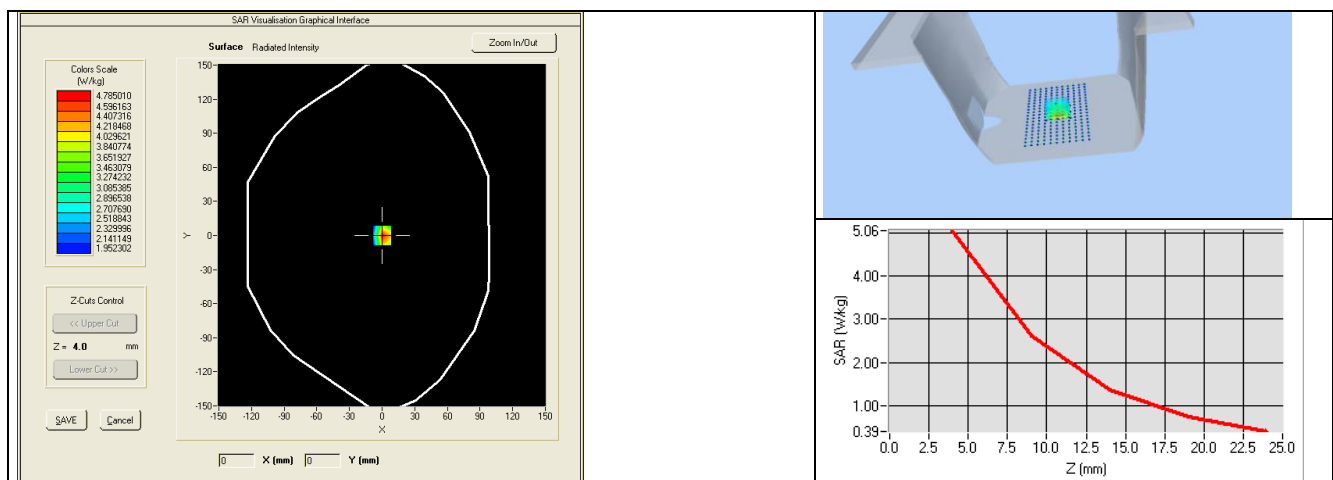 SAR Visualisation Graphical Interface
Surface Radiated Intensity
Zoom In/Out
Colors Scale
(W/kg)
4.785010
4.596163
4.407316
4.218468
4.029621
3.840774
3.651927
3.463079
3.274232
3.085385
2.896538
2.707690
2.518843
2.329996
2.141149
1.952302
Z-Cuts Control
<< Upper Cut
Z = 4.0 mm
Lower Cut >>
SAVE Cancel
150
120
90
60
30
0
-30
-60
-90
-120
-150
Y
-150 -120 -90 -60 -30 0 30 60 90 120 150
X
0 X (mm) 0 Y (mm)
5.06
4.00
3.00
2.00
1.00
0.39
SAR (W/kg)
0.0 2.5 5.0 7.5 10.0 12.5 15.0 17.5 20.0 22.5 25.0
Z (mm)